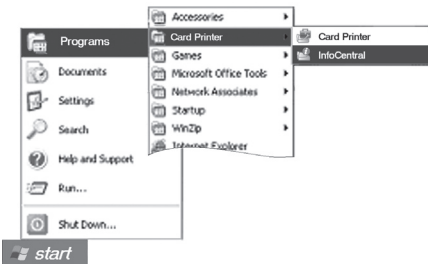 Programs
Documents
Settings
Search
Help and Support
Run...
Shut Down...
start
Accessories
Card Printer
Games
Microsoft Office Tools
Network Associates
Startup
WinZip
Internet Explorer
Card Printer
InfoCentral